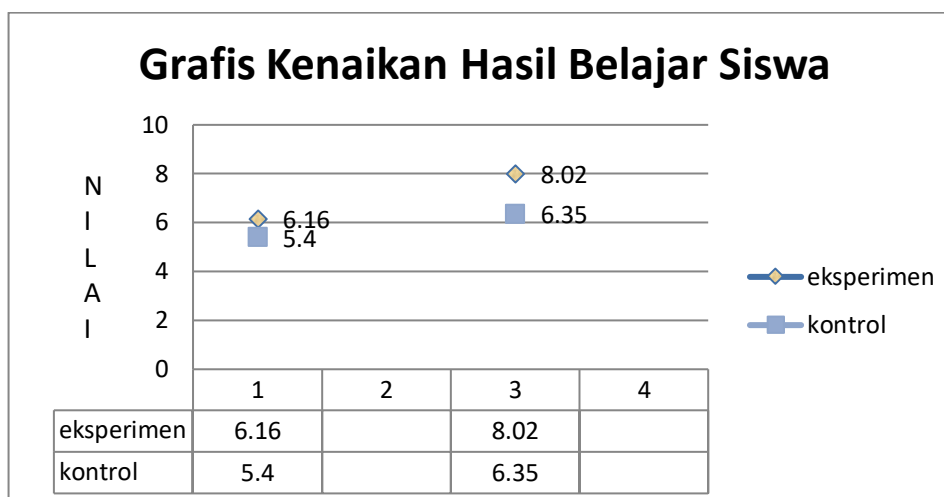 Grafis Kenaikan Hasil Belajar Siswa
NILAI
10
8
6
4
2
0
6.16
5.4
8.02
6.35
eksperimen
kontrol
1 2 3 4
eksperimen 6.16 8.02
kontrol 5.4 6.35